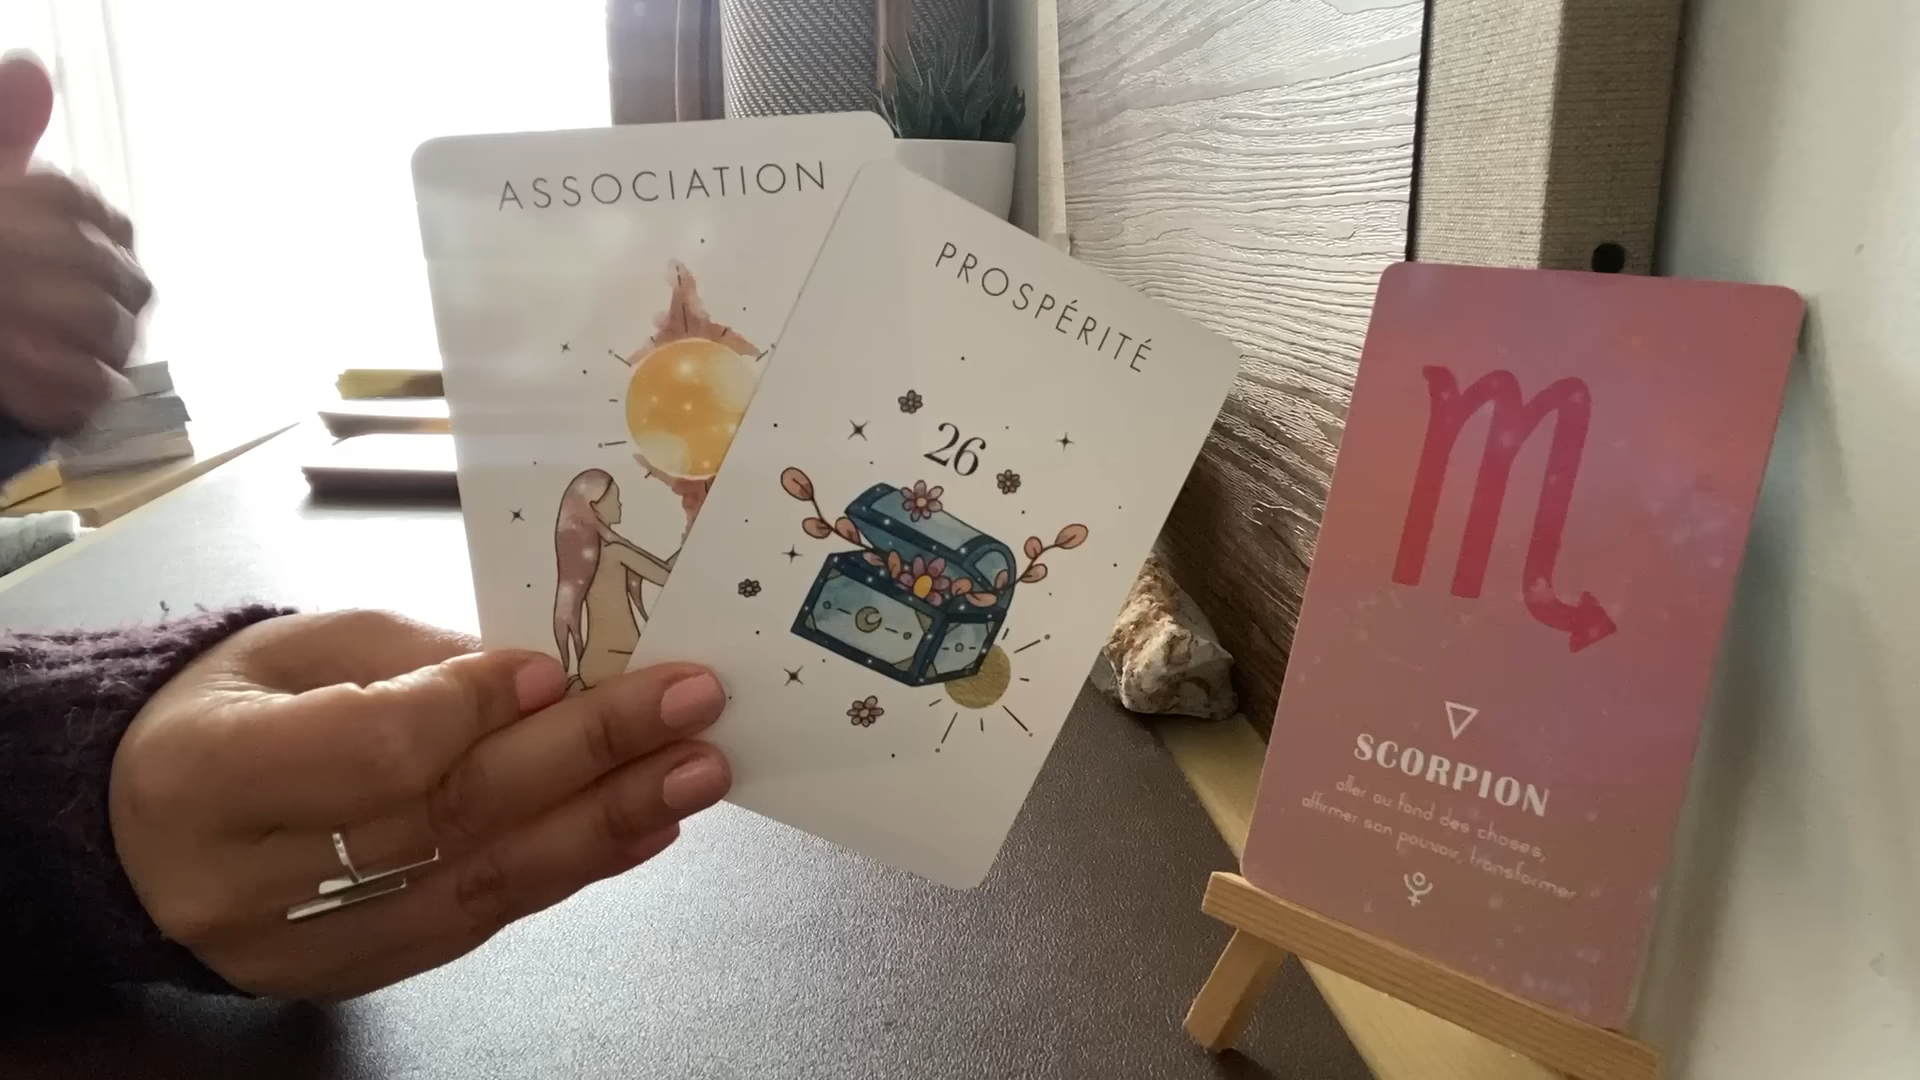 ASSOCIATION
PROSPÉRITÉ
26
SCORPION
aller au fond des choses,
affirmer son pouvoir, transformer